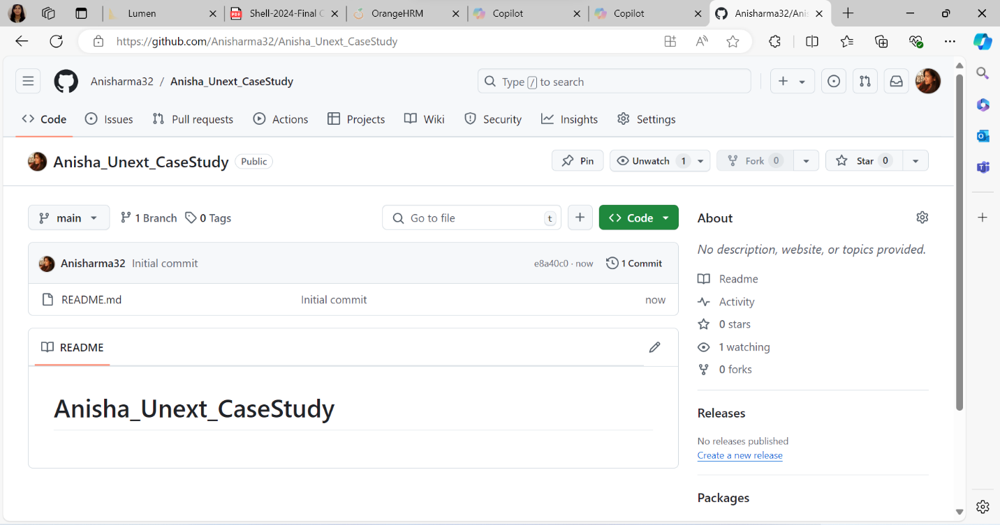 Lumen
Shell-2024-Final C
OrangeHRM
Copilot
Copilot
Anisharma32/Anis
https://github.com/Anisharma32/Anisha_Unext_CaseStudy
Anisharma32 / Anisha_Unext_CaseStudy
Type / to search
Code
Issues
Pull requests
Actions
Projects
Wiki
Security
Insights
Settings
Anisha_Unext_CaseStudy Public
Pin
Unwatch 1
Fork 0
Star 0
main
1 Branch
0 Tags
Go to file t
Code
Anisharma32 Initial commit
e8a40c0 · now
1 Commit
README.md Initial commit now
README
Anisha_Unext_CaseStudy
About
No description, website, or topics provided.
Readme
Activity
0 stars
1 watching
0 forks
Releases
No releases published
Create a new release
Packages